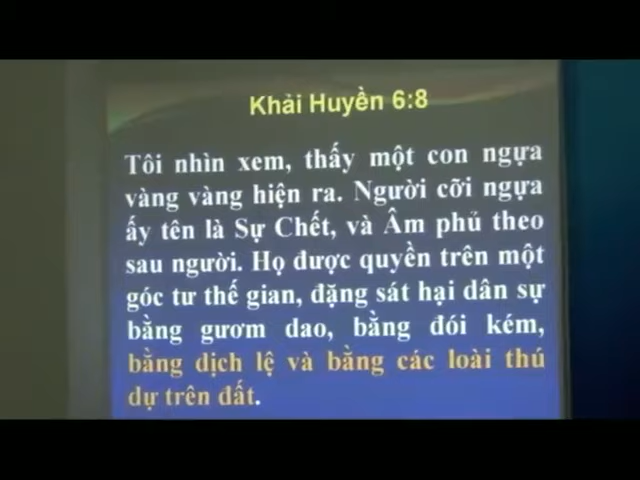 Khải Huyền 6:8
Tôi nhìn xem, thấy một con ngựa
vàng vàng hiện ra. Người cỡi ngựa
ấy tên là Sự Chết, và Âm phủ theo
sau người. Họ được quyền trên một
góc tư thế gian, đặng sát hại dân sự
bằng gươm dao, bằng đói kém,
bằng dịch lệ và bằng các loài thú
dự trên đất.